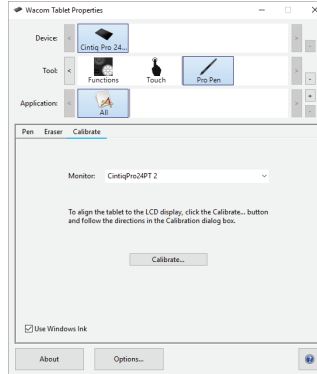 Wacom Tablet Properties
Device:
Cintiq Pro 24...
Tool:
Functions
Touch
Pro Pen
Application:
All
Pen Eraser Calibrate
Monitor: CintiqPro24PT 2
To align the tablet to the LCD display, click the Calibrate... button
and follow the directions in the Calibration dialog box.
Calibrate...
Use Windows Ink
About
Options...